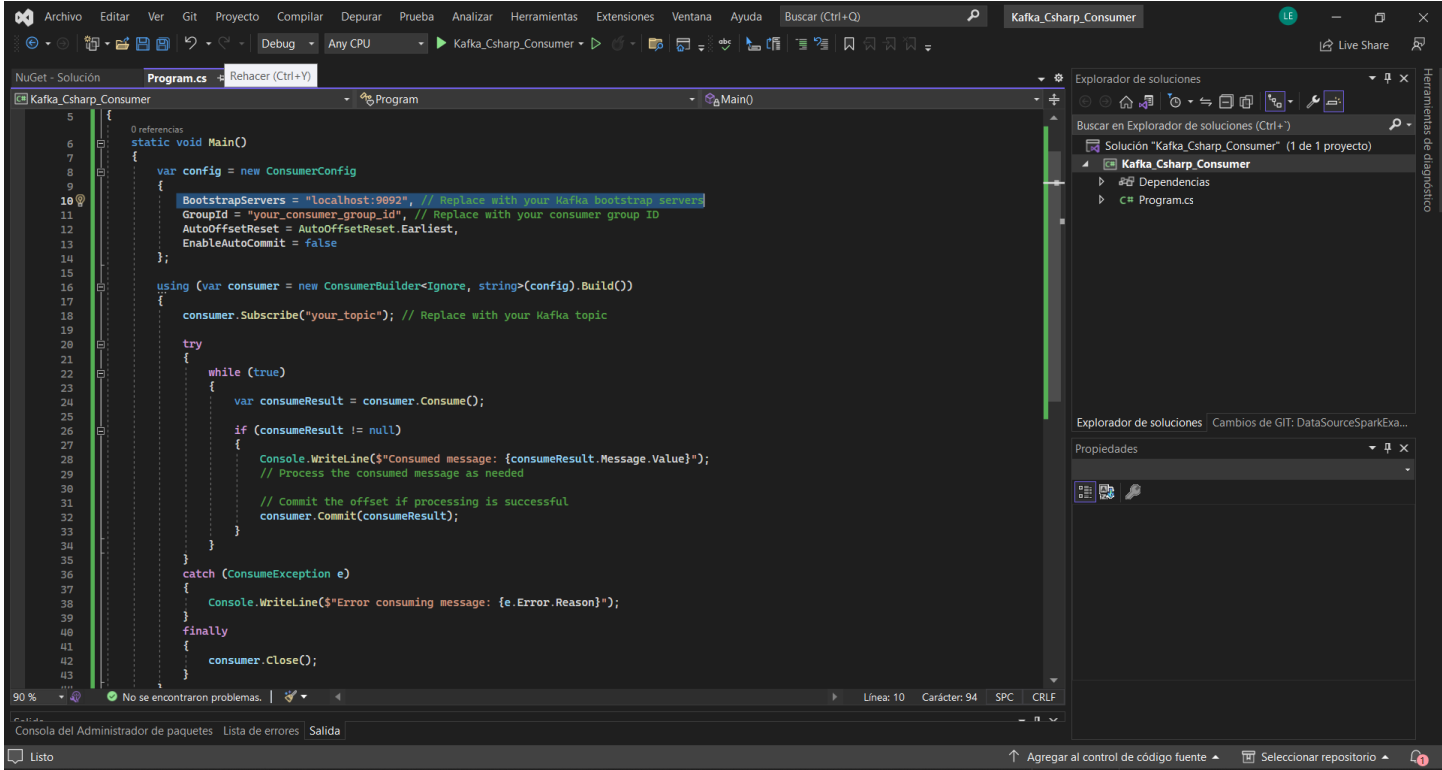 Archivo Editar Ver Git Proyecto Compilar Depurar Prueba Analizar Herramientas Extensiones Ventana Ayuda Buscar (Ctrl+Q) Kafka_Csharp_Consumer LE
Debug Any CPU Kafka_Csharp_Consumer Live Share
NuGet - Solución Program.cs Rehacer (Ctrl+Y)
Kafka_Csharp_Consumer Program Main()
5 {
0 referencias
6 static void Main()
7 {
8 var config = new ConsumerConfig
9 {
10 BootstrapServers = "localhost:9092", // Replace with your Kafka bootstrap servers
11 GroupId = "your_consumer_group_id", // Replace with your consumer group ID
12 AutoOffsetReset = AutoOffsetReset.Earliest,
13 EnableAutoCommit = false
14 };
15
16 using (var consumer = new ConsumerBuilder<Ignore, string>(config).Build())
17 {
18 consumer.Subscribe("your_topic"); // Replace with your Kafka topic
19
20 try
21 {
22 while (true)
23 {
24 var consumeResult = consumer.Consume();
25
26 if (consumeResult != null)
27 {
28 Console.WriteLine($"Consumed message: {consumeResult.Message.Value}");
29 // Process the consumed message as needed
30
31 // Commit the offset if processing is successful
32 consumer.Commit(consumeResult);
33 }
34 }
35 }
36 catch (ConsumeException e)
37 {
38 Console.WriteLine($"Error consuming message: {e.Error.Reason}");
39 }
40 finally
41 {
42 consumer.Close();
43 }
90 % No se encontraron problemas. Línea: 10 Carácter: 94 SPC CRLF
Salida
Consola del Administrador de paquetes Lista de errores Salida
Explorador de soluciones
Buscar en Explorador de soluciones (Ctrl+`)
Solución "Kafka_Csharp_Consumer" (1 de 1 proyecto)
Kafka_Csharp_Consumer
Dependencias
C# Program.cs
Explorador de soluciones Cambios de GIT: DataSourceSparkExa...
Propiedades
Herramientas de diagnóstico
Listo Agregar al control de código fuente Seleccionar repositorio 1